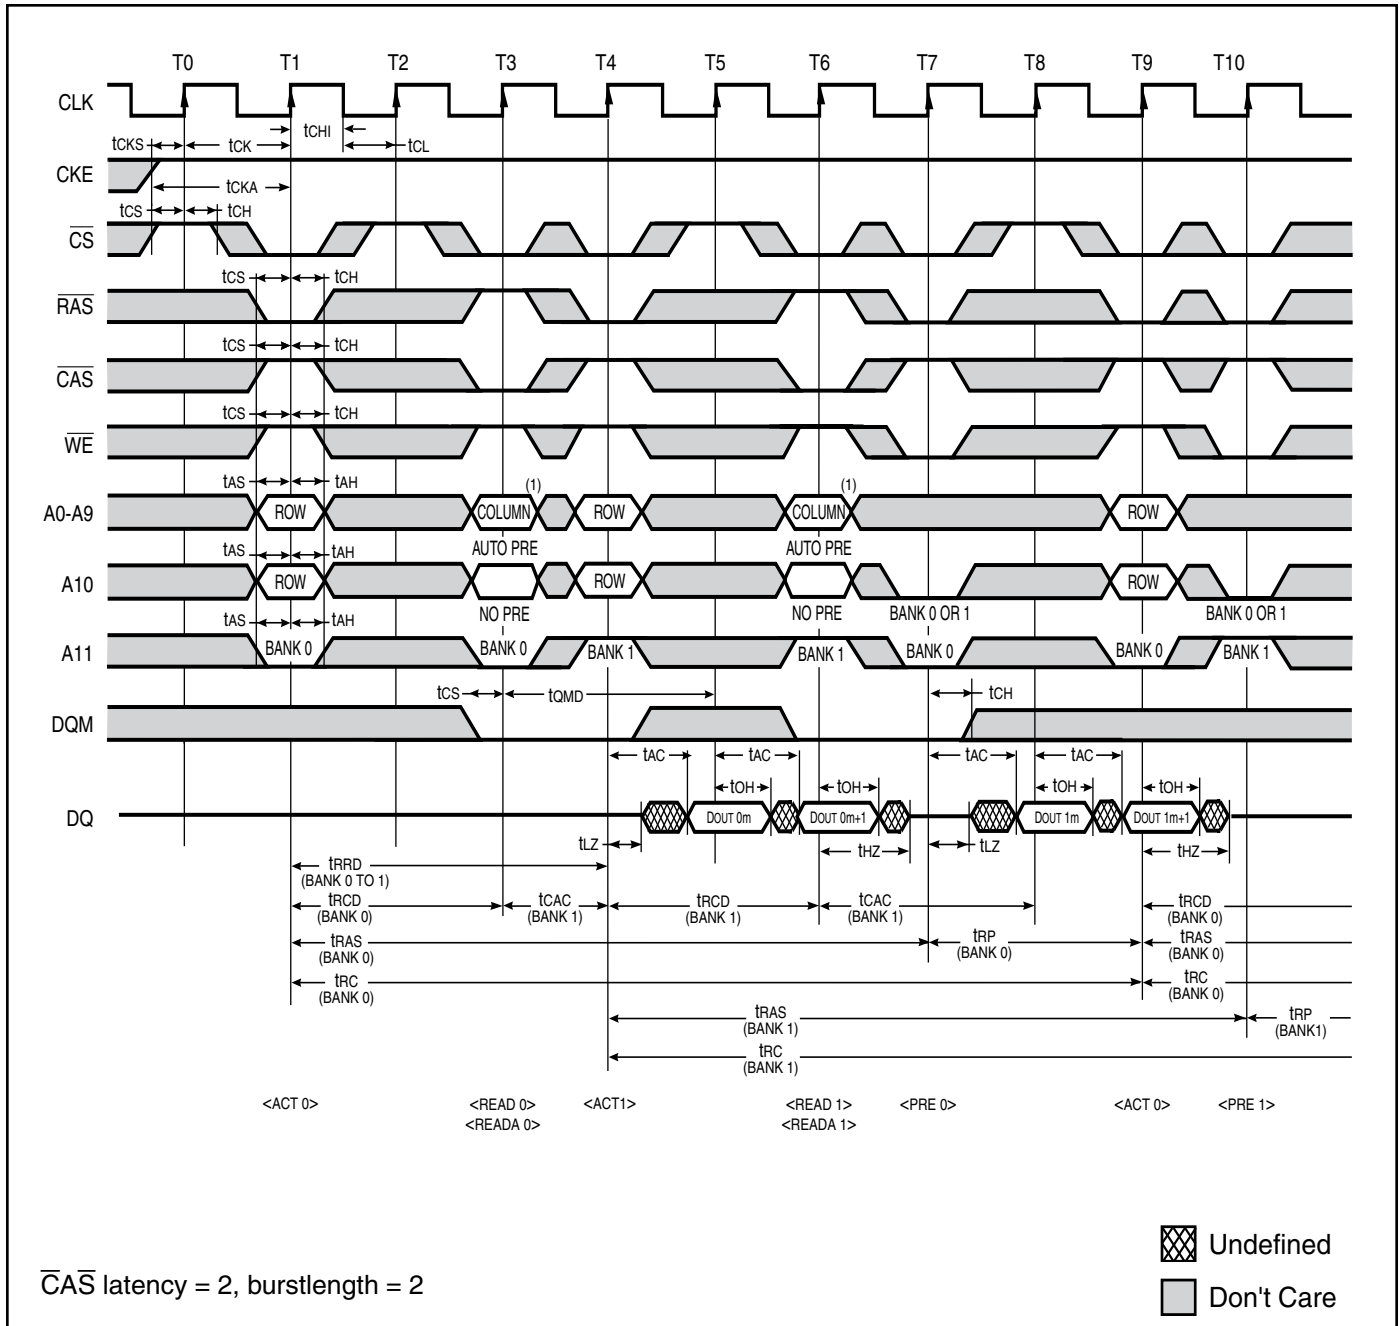 T0 T1 T2 T3 T4 T5 T6 T7 T8 T9 T10
CLK
tCHI
tCKS tCK tCL
CKE
tCKA
tCS tCH
CS
tCS tCH
RAS
tCS tCH
CAS
tCS tCH
WE
tAS tAH (1) (1)
A0-A9 ROW COLUMN ROW COLUMN ROW
AUTO PRE AUTO PRE
tAS tAH
A10 ROW ROW ROW
NO PRE NO PRE BANK 0 OR 1 BANK 0 OR 1
tAS tAH
A11 BANK 0 BANK 0 BANK 1 BANK 1 BANK 0 BANK 0 BANK 1
tCS tQMD tCH
DQM
tAC tAC tAC tAC
tOH tOH tOH tOH
DQ DOUT 0m DOUT 0m+1 DOUT 1m DOUT 1m+1
tLZ tHZ tLZ tHZ
tRRD
(BANK 0 TO 1)
tRCD tCAC tRCD tCAC tRCD
(BANK 0) (BANK 1) (BANK 1) (BANK 1) (BANK 0)
tRAS tRP tRAS
(BANK 0) (BANK 0) (BANK 0)
tRC tRC
(BANK 0) (BANK 0)
tRAS tRP
(BANK 1) (BANK1)
tRC
(BANK 1)
<ACT 0> <READ 0> <ACT1> <READ 1> <PRE 0> <ACT 0> <PRE 1>
<READA 0> <READA 1>
Undefined
CAS latency = 2, burstlength = 2
Don't Care